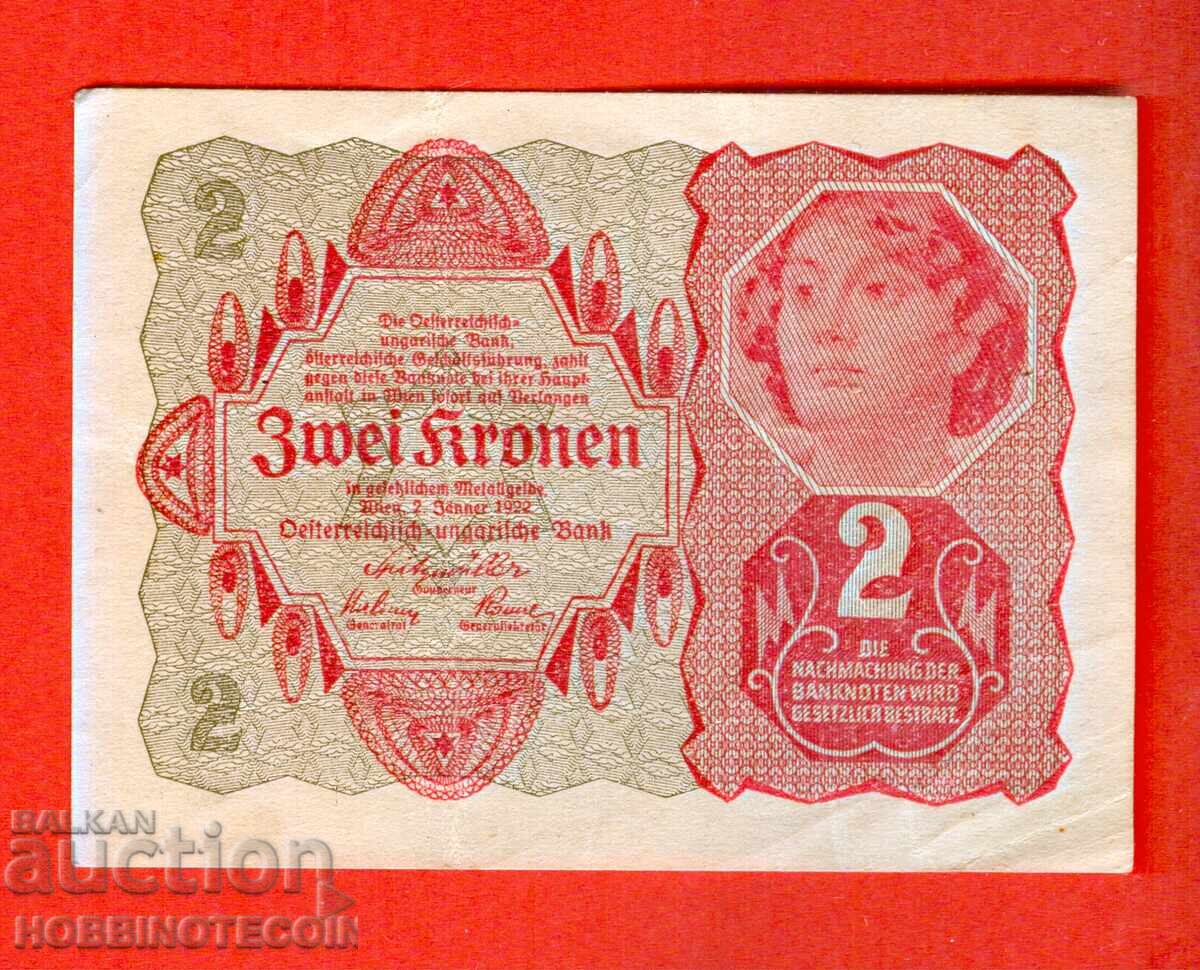 2
Die Oesterreichisch-
ungarische Bank,
österreichische Geschäftsführung, zahlt
gegen diese Banknote bei ihrer Haupt-
anstalt in Wien sofort auf Verlangen
Zwei Kronen
in gesetzlichem Metallgelde.
Wien, 2. Jänner 1922
Oesterreichisch-ungarische Bank
Spitzmüller
Gouverneur
Generalrat
Generalsekretär
2
2
DIE
NACHMACHUNG DER
BANKNOTEN WIRD
GESETZLICH BESTRAFT.
BALKAN
auction
HOBBINOTECOIN